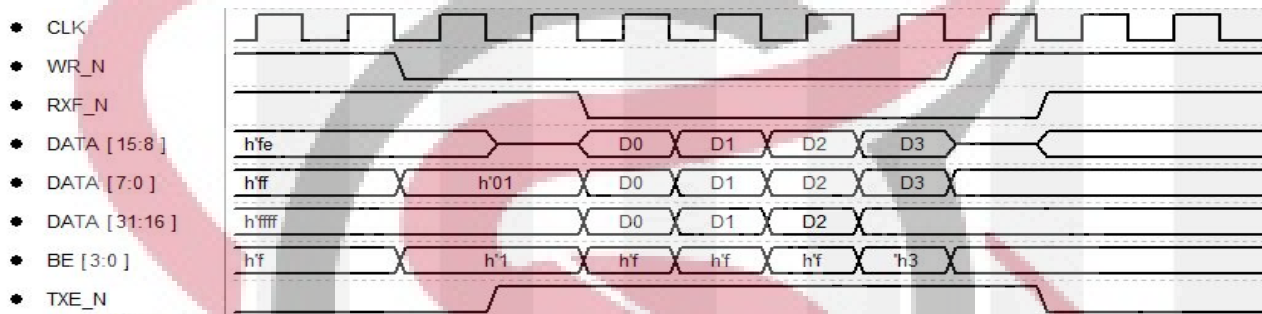 CLK
WR_N
RXF_N
DATA [15:8] h'fe D0 D1 D2 D3
DATA [7:0] h'ff h'01 D0 D1 D2 D3
DATA [31:16] h'ffff D0 D1 D2
BE [3:0] h'f h'1 h'f h'f h'f 'h3
TXE_N